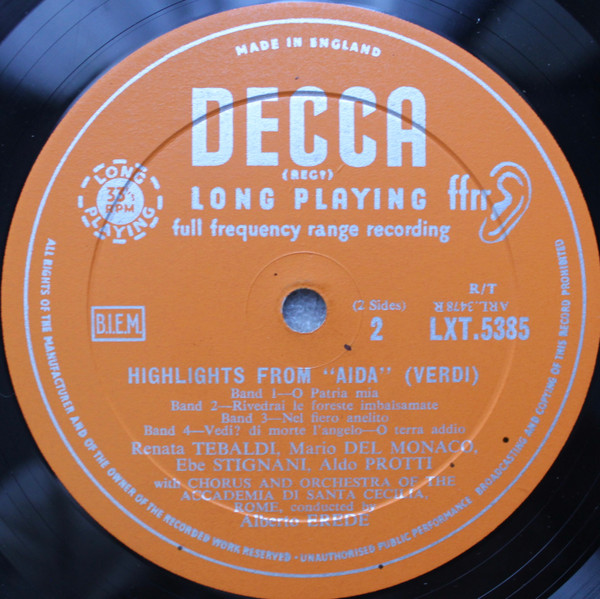 MADE IN ENGLAND
DECCA
(REGD)
LONG PLAYING ffrr
full frequency range recording
LONG PLAYING
33⅓
RPM
B.I.E.M.
(2 Sides)
2
T/R
ARL.3478R
LXT.5385
HIGHLIGHTS FROM "AIDA" (VERDI)
Band 1—O Patria mia
Band 2—Rivedrai le foreste imbalsamate
Band 3—Nel fiero anelito
Band 4—Vedi? di morte l'angelo—O terra addio
Renata TEBALDI, Mario DEL MONACO,
Ebe STIGNANI, Aldo PROTTI
with CHORUS AND ORCHESTRA OF THE
ACCADEMIA DI SANTA CECILIA,
ROME, conducted by
Alberto EREDE
ALL RIGHTS OF THE MANUFACTURER AND OF THE OWNER OF THE RECORDED WORK RESERVED · UNAUTHORISED PUBLIC PERFORMANCE BROADCASTING AND COPYING OF THIS RECORD PROHIBITED